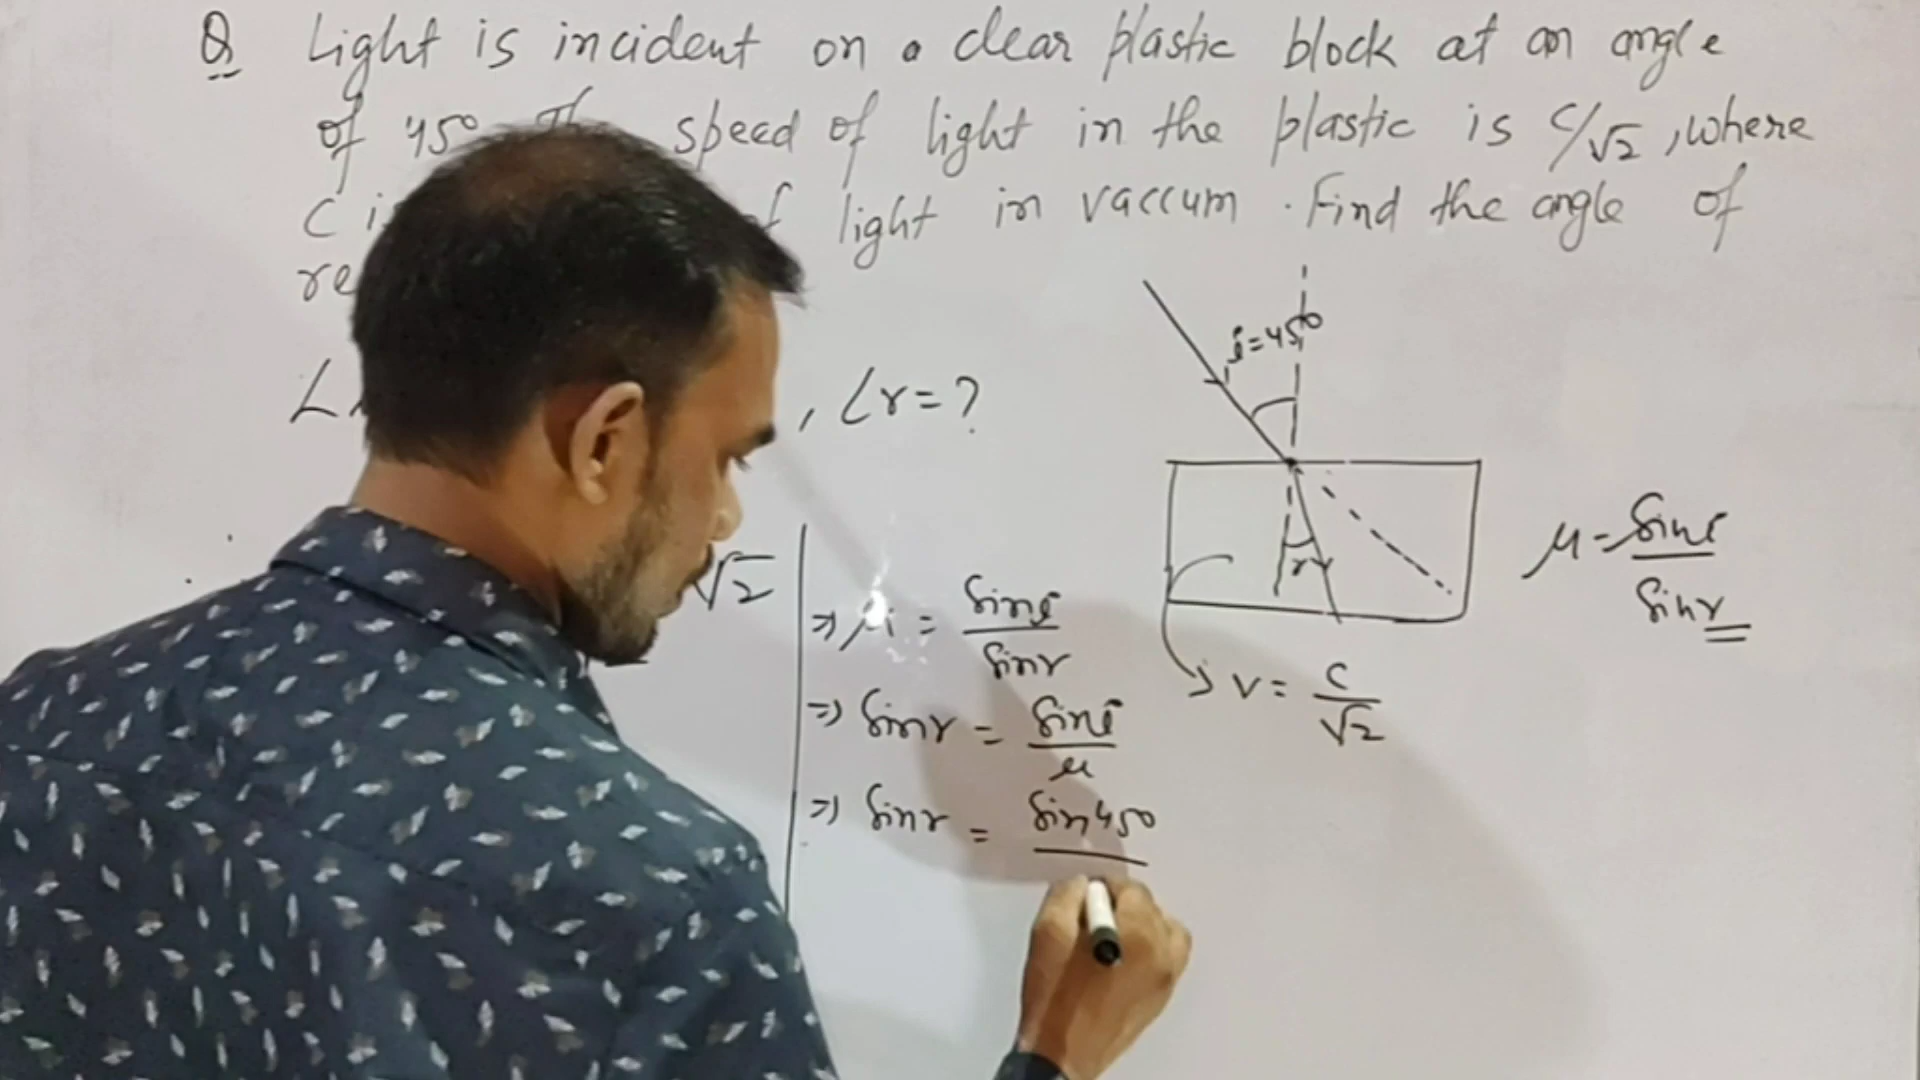 Q Light is incident on a clear plastic block at an angle
of 45° The speed of light in the plastic is c/√2, where
C light in vaccum. Find the angle of
, ∠r = ?
i = 45°
μ = sini / sinr
r
√2
⇒ μ = sini / sinr
⇒ sinr = sini / μ
⇒ sinr = sin45°
v = c / √2